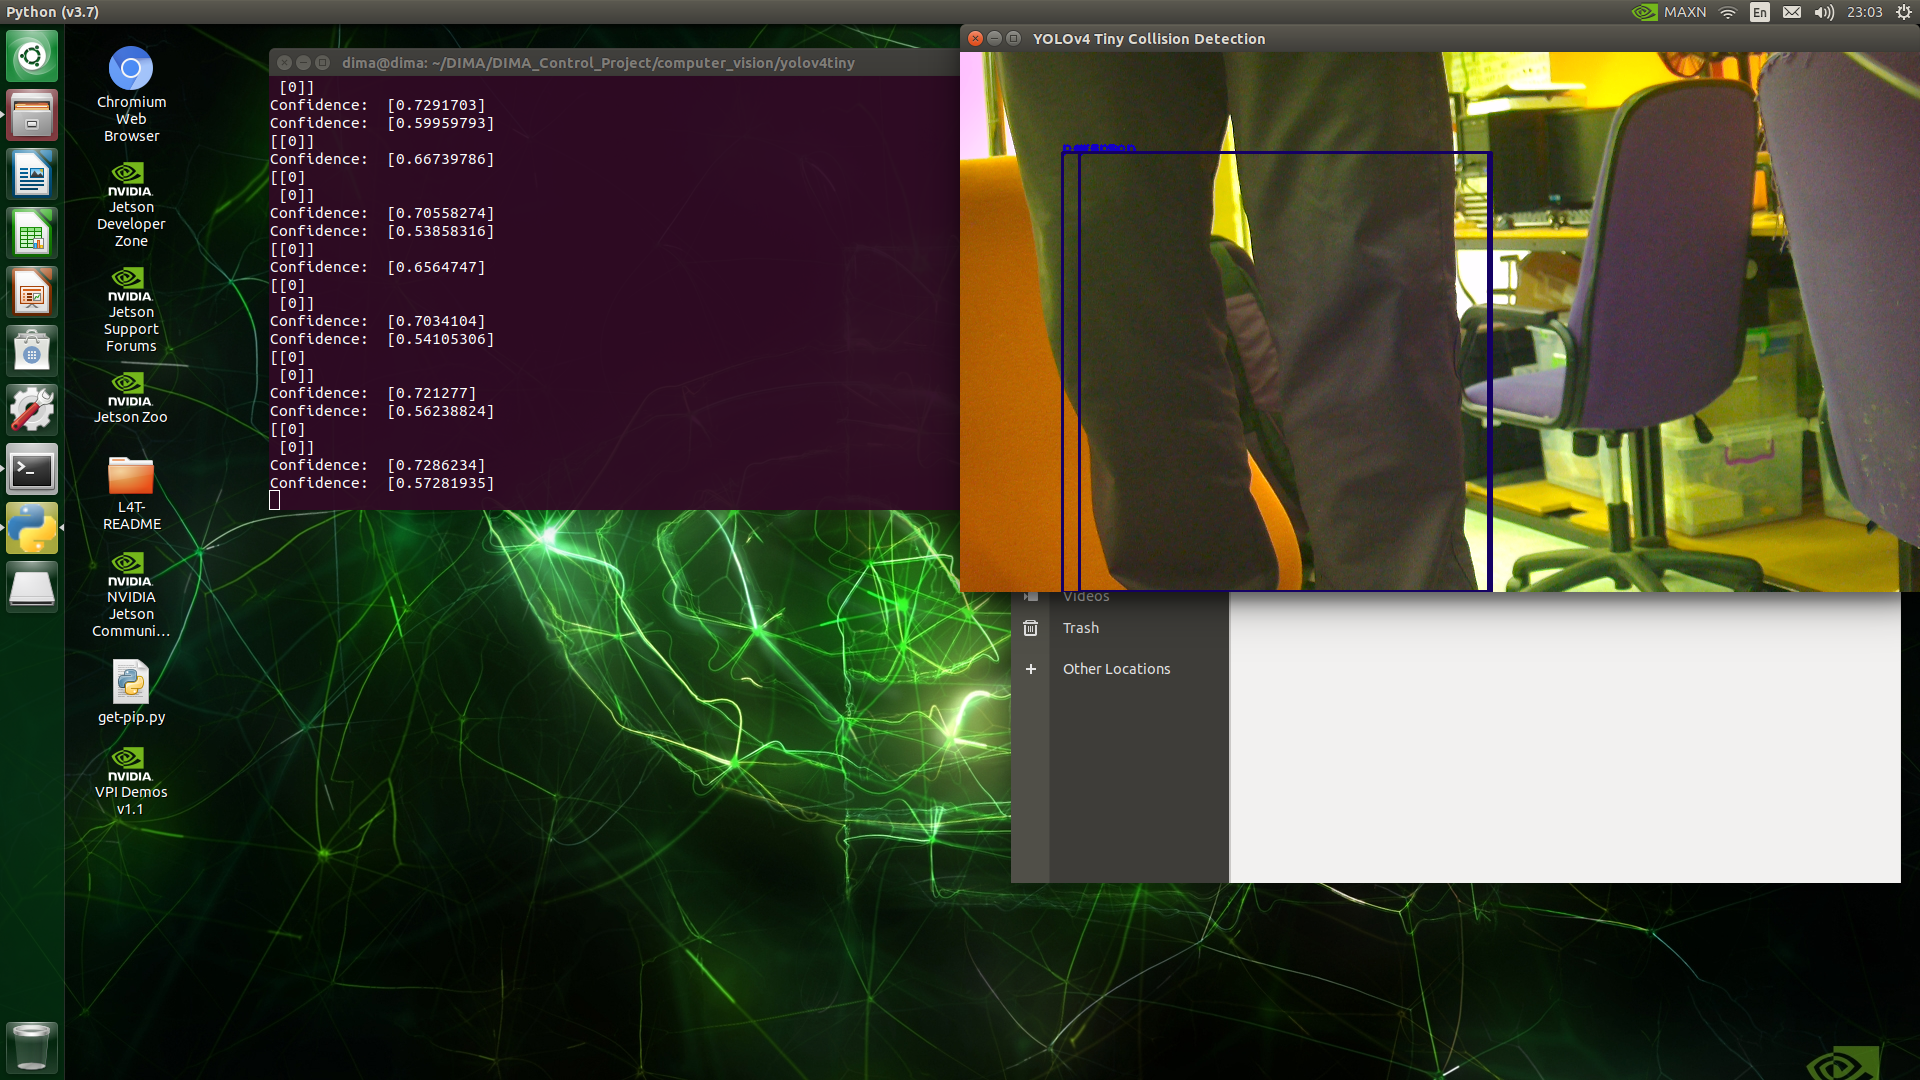 Python (v3.7)
MAXN
En
23:03
Chromium
Web
Browser
NVIDIA.
Jetson
Developer
Zone
NVIDIA.
Jetson
Support
Forums
NVIDIA.
Jetson Zoo
L4T-
README
NVIDIA.
NVIDIA
Jetson
Communi...
get-pip.py
NVIDIA.
VPI Demos
v1.1
dima@dima: ~/DIMA/DIMA_Control_Project/computer_vision/yolov4tiny
[0]]
Confidence: [0.7291703]
Confidence: [0.59959793]
[[0]]
Confidence: [0.66739786]
[[0]
[0]]
Confidence: [0.70558274]
Confidence: [0.53858316]
[[0]]
Confidence: [0.6564747]
[[0]
[0]]
Confidence: [0.7034104]
Confidence: [0.54105306]
[[0]
[0]]
Confidence: [0.721277]
Confidence: [0.56238824]
[[0]
[0]]
Confidence: [0.7286234]
Confidence: [0.57281935]
YOLOv4 Tiny Collision Detection
Videos
Trash
Other Locations